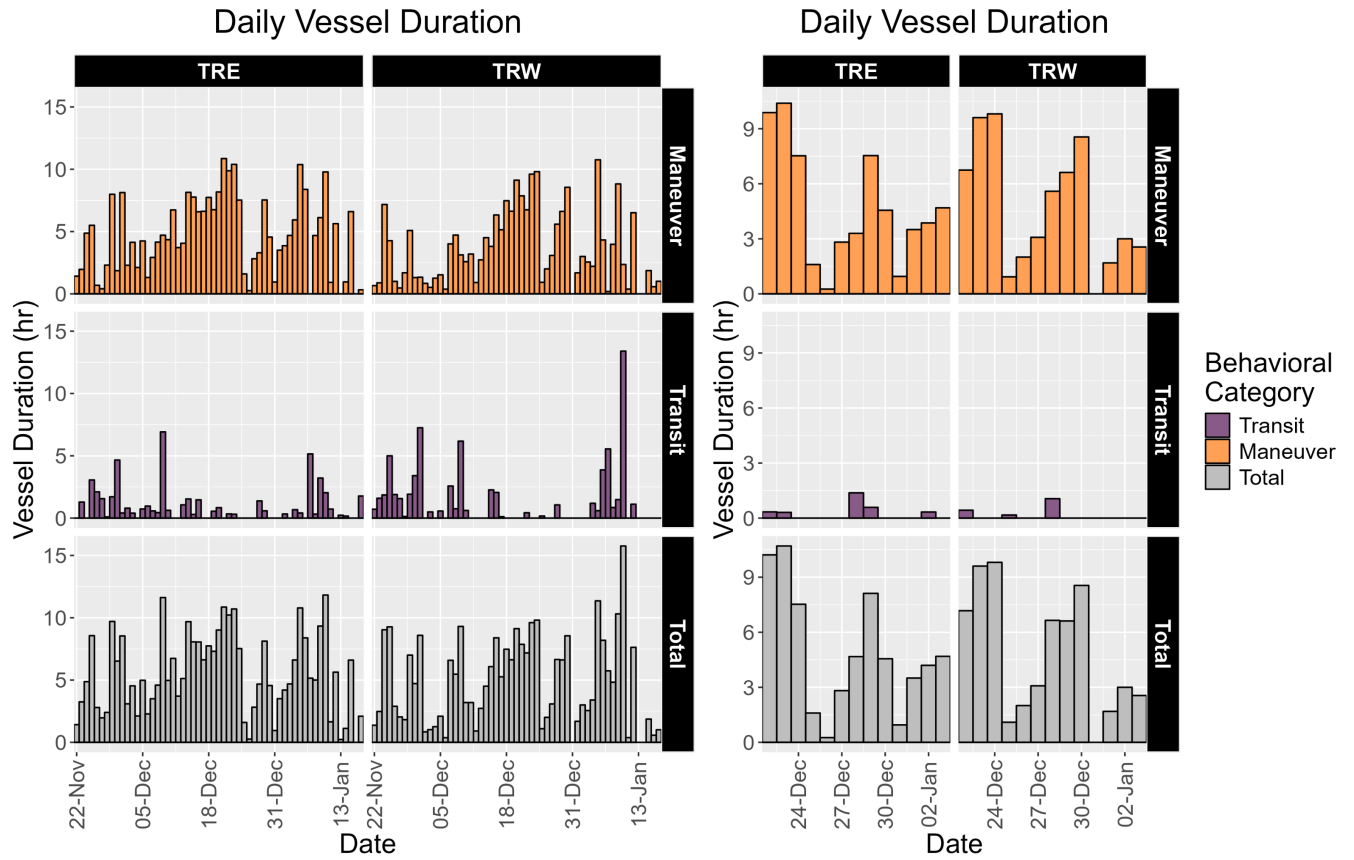 Daily Vessel Duration
TRE TRW
Vessel Duration (hr)
15
10
5
0
Maneuver
15
10
5
0
Transit
15
10
5
0
Total
22-Nov 05-Dec 18-Dec 31-Dec 13-Jan 22-Nov 05-Dec 18-Dec 31-Dec 13-Jan
Date
Daily Vessel Duration
TRE TRW
Vessel Duration (hr)
9
6
3
0
Maneuver
9
6
3
0
Transit
9
6
3
0
Total
24-Dec 27-Dec 30-Dec 02-Jan 24-Dec 27-Dec 30-Dec 02-Jan
Date
Behavioral
Category
Transit
Maneuver
Total